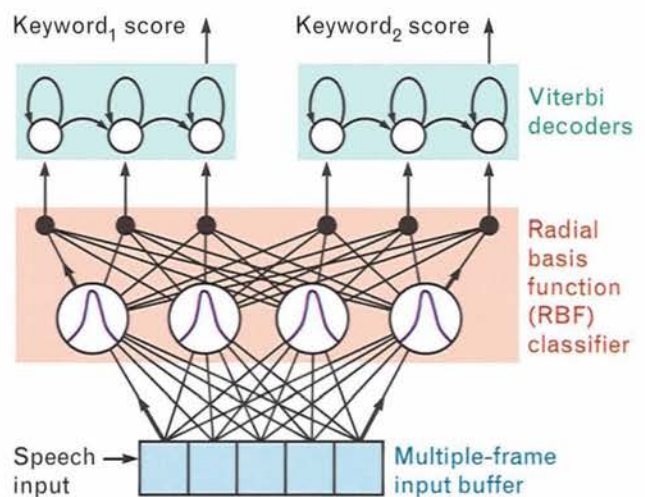 Keyword₁ score
Keyword₂ score
Viterbi
decoders
Radial
basis
function
(RBF)
classifier
Speech
input
Multiple-frame
input buffer